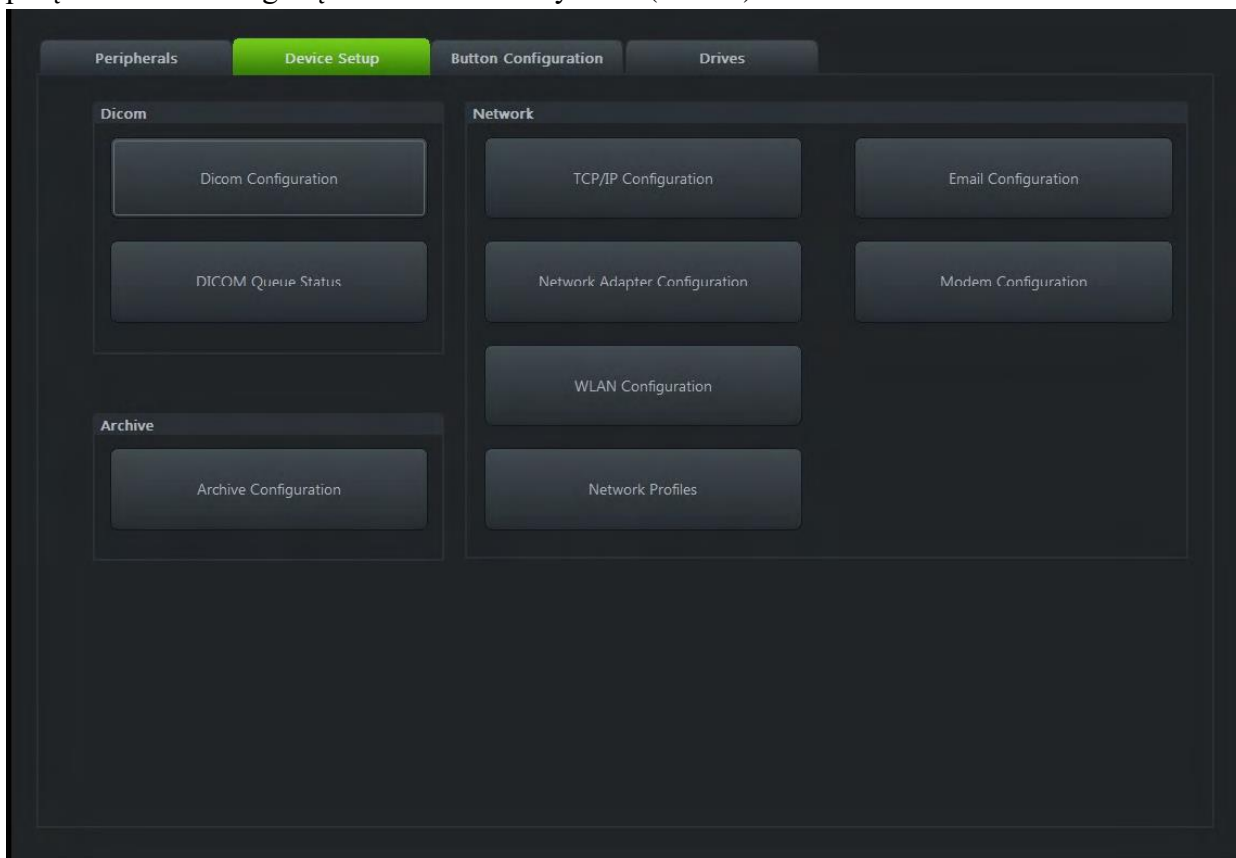 Peripherals
Device Setup
Button Configuration
Drives
Dicom
Dicom Configuration
DICOM Queue Status
Archive
Archive Configuration
Network
TCP/IP Configuration
Email Configuration
Network Adapter Configuration
Modem Configuration
WLAN Configuration
Network Profiles